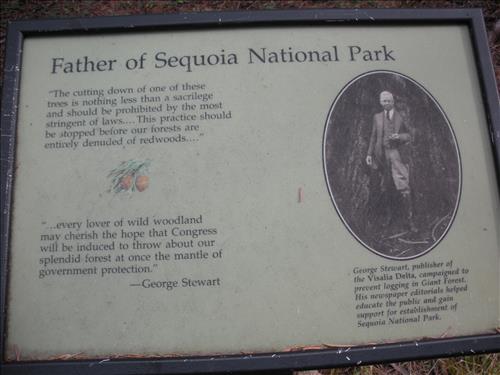 Father of Sequoia National Park
"The cutting down of one of these
trees is nothing less than a sacrilege
and should be prohibited by the most
stringent of laws.... This practice should
be stopped before our forests are
entirely denuded of redwoods...."
"...every lover of wild woodland
may cherish the hope that Congress
will be induced to throw about our
splendid forest at once the mantle of
government protection."
—George Stewart
George Stewart, publisher of
the Visalia Delta, campaigned to
prevent logging in Giant Forest.
His newspaper editorials helped
educate the public and gain
support for establishment of
Sequoia National Park.